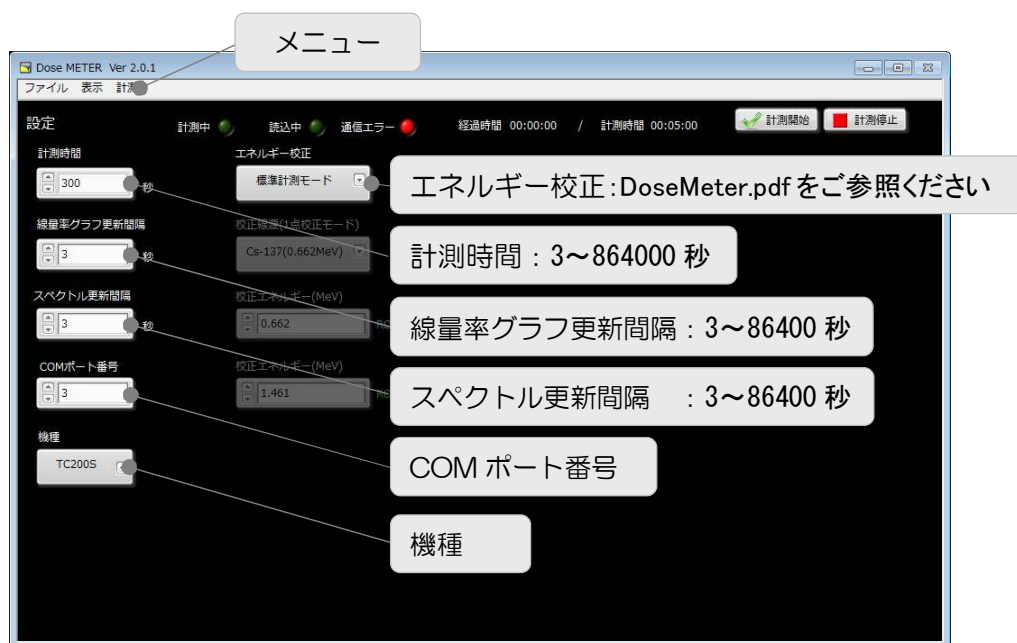 メニュー
Dose METER Ver 2.0.1
ファイル 表示 計測
設定
計測中
読込中
通信エラー
経過時間 00:00:00 / 計測時間 00:05:00
計測開始
計測停止
計測時間
300
秒
エネルギー校正
標準計測モード
エネルギー校正:DoseMeter.pdfをご参照ください
線量率グラフ更新間隔
3
秒
校正線源(1点校正モード)
Cs-137(0.662MeV)
計測時間:3~864000 秒
スペクトル更新間隔
3
秒
校正エネルギー(MeV)
0.662
線量率グラフ更新間隔:3~86400 秒
COMポート番号
3
校正エネルギー(MeV)
1.461
スペクトル更新間隔 :3~86400 秒
機種
TC200S
COM ポート番号
機種